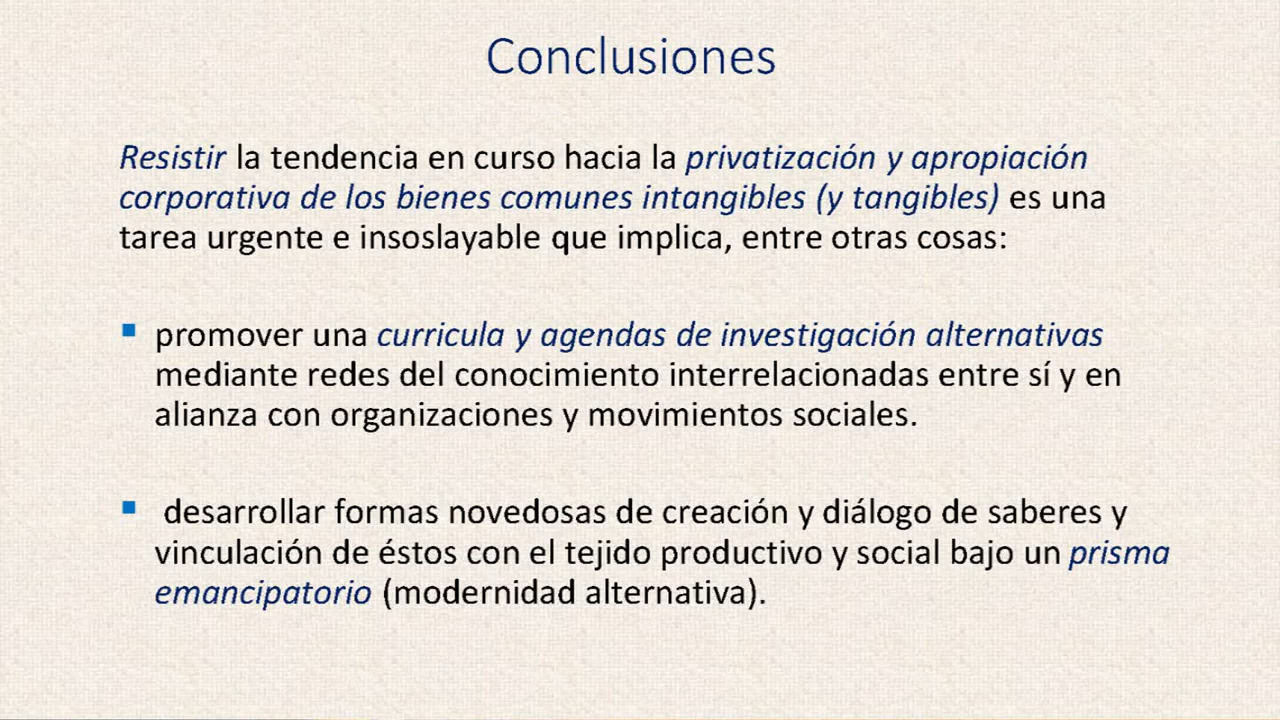 Conclusiones
Resistir la tendencia en curso hacia la privatización y apropiación
corporativa de los bienes comunes intangibles (y tangibles) es una
tarea urgente e insoslayable que implica, entre otras cosas:
▪ promover una curricula y agendas de investigación alternativas
mediante redes del conocimiento interrelacionadas entre sí y en
alianza con organizaciones y movimientos sociales.
▪ desarrollar formas novedosas de creación y diálogo de saberes y
vinculación de éstos con el tejido productivo y social bajo un prisma
emancipatorio (modernidad alternativa).